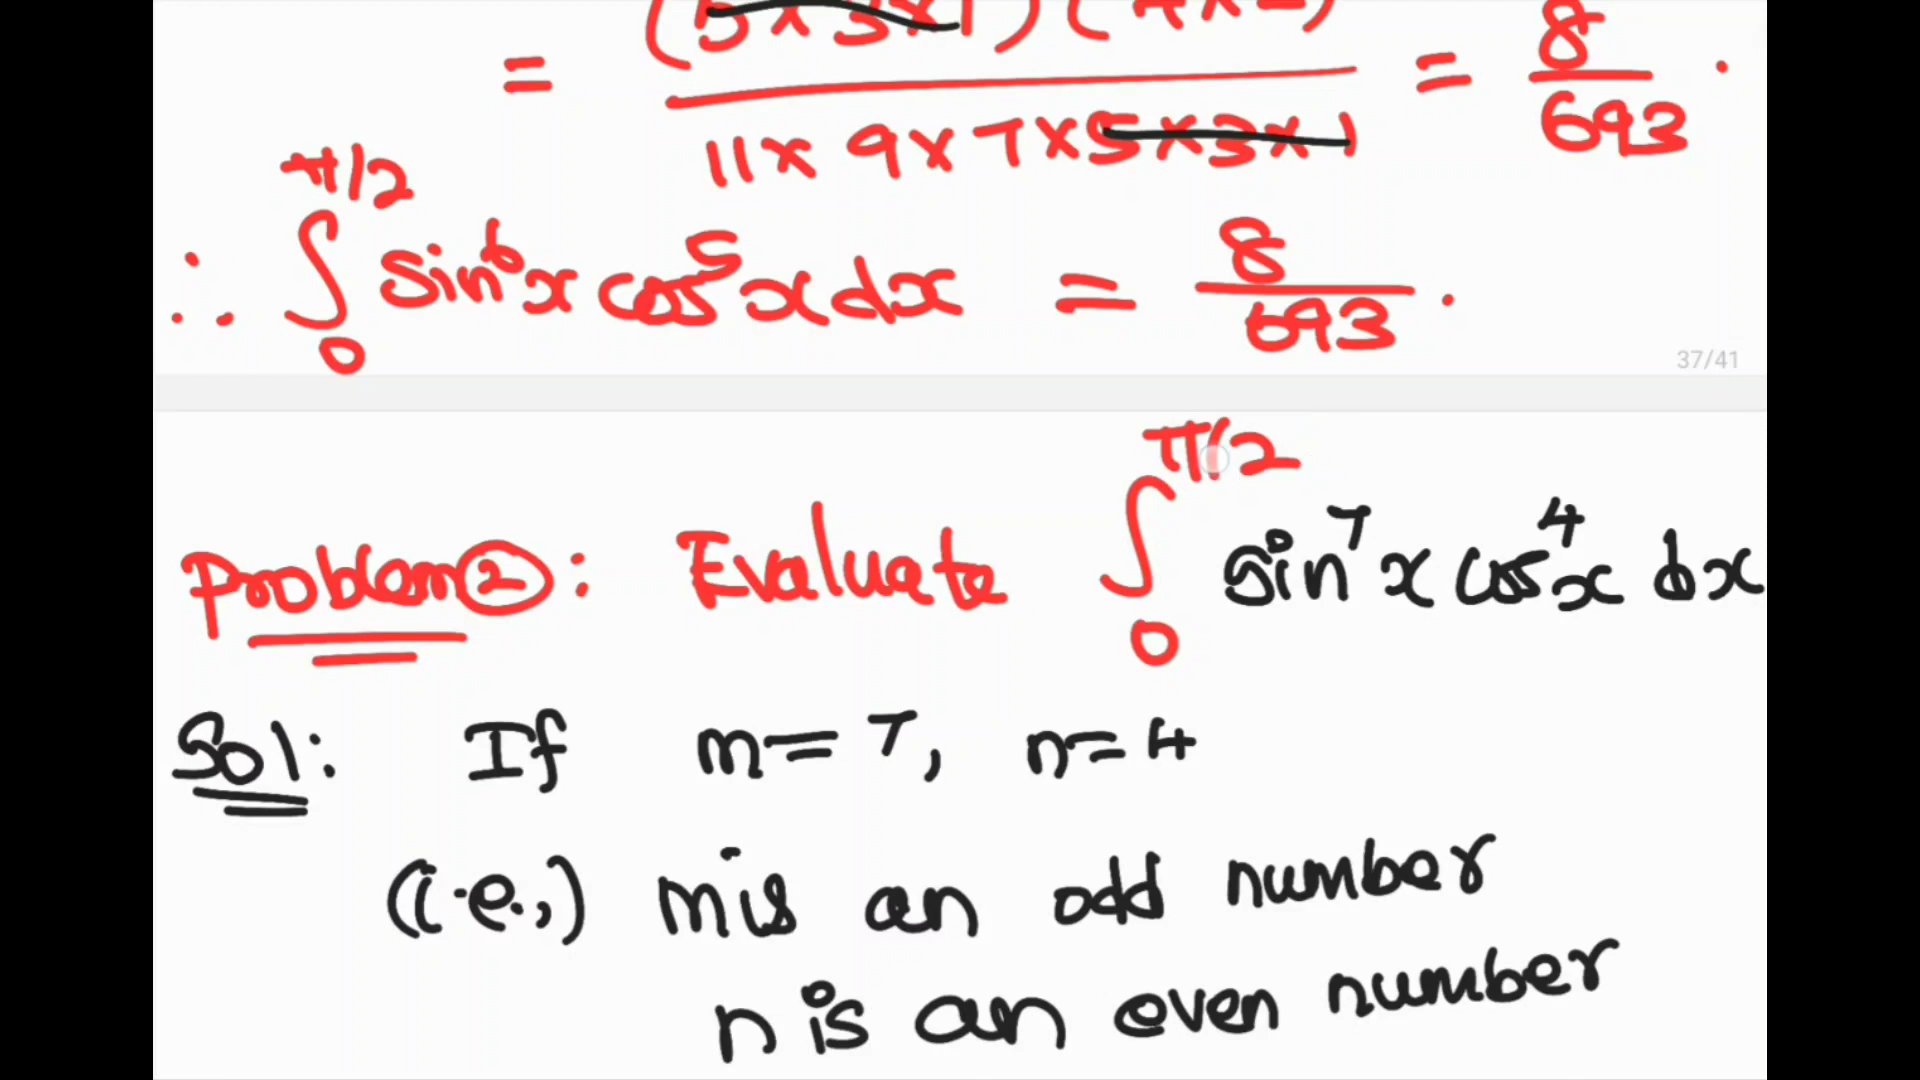 = (5×3×1)(4×2) / 11×9×7×5×3×1 = 8/693.
∴ ∫₀^π/2 sin⁶x cos⁵x dx = 8/693.
37/41
Problem②: Evaluate ∫₀^π/2 sin⁷x cos⁴x dx
Sol: If m=7, n=4
(i.e.,) m is an odd number
n is an even number